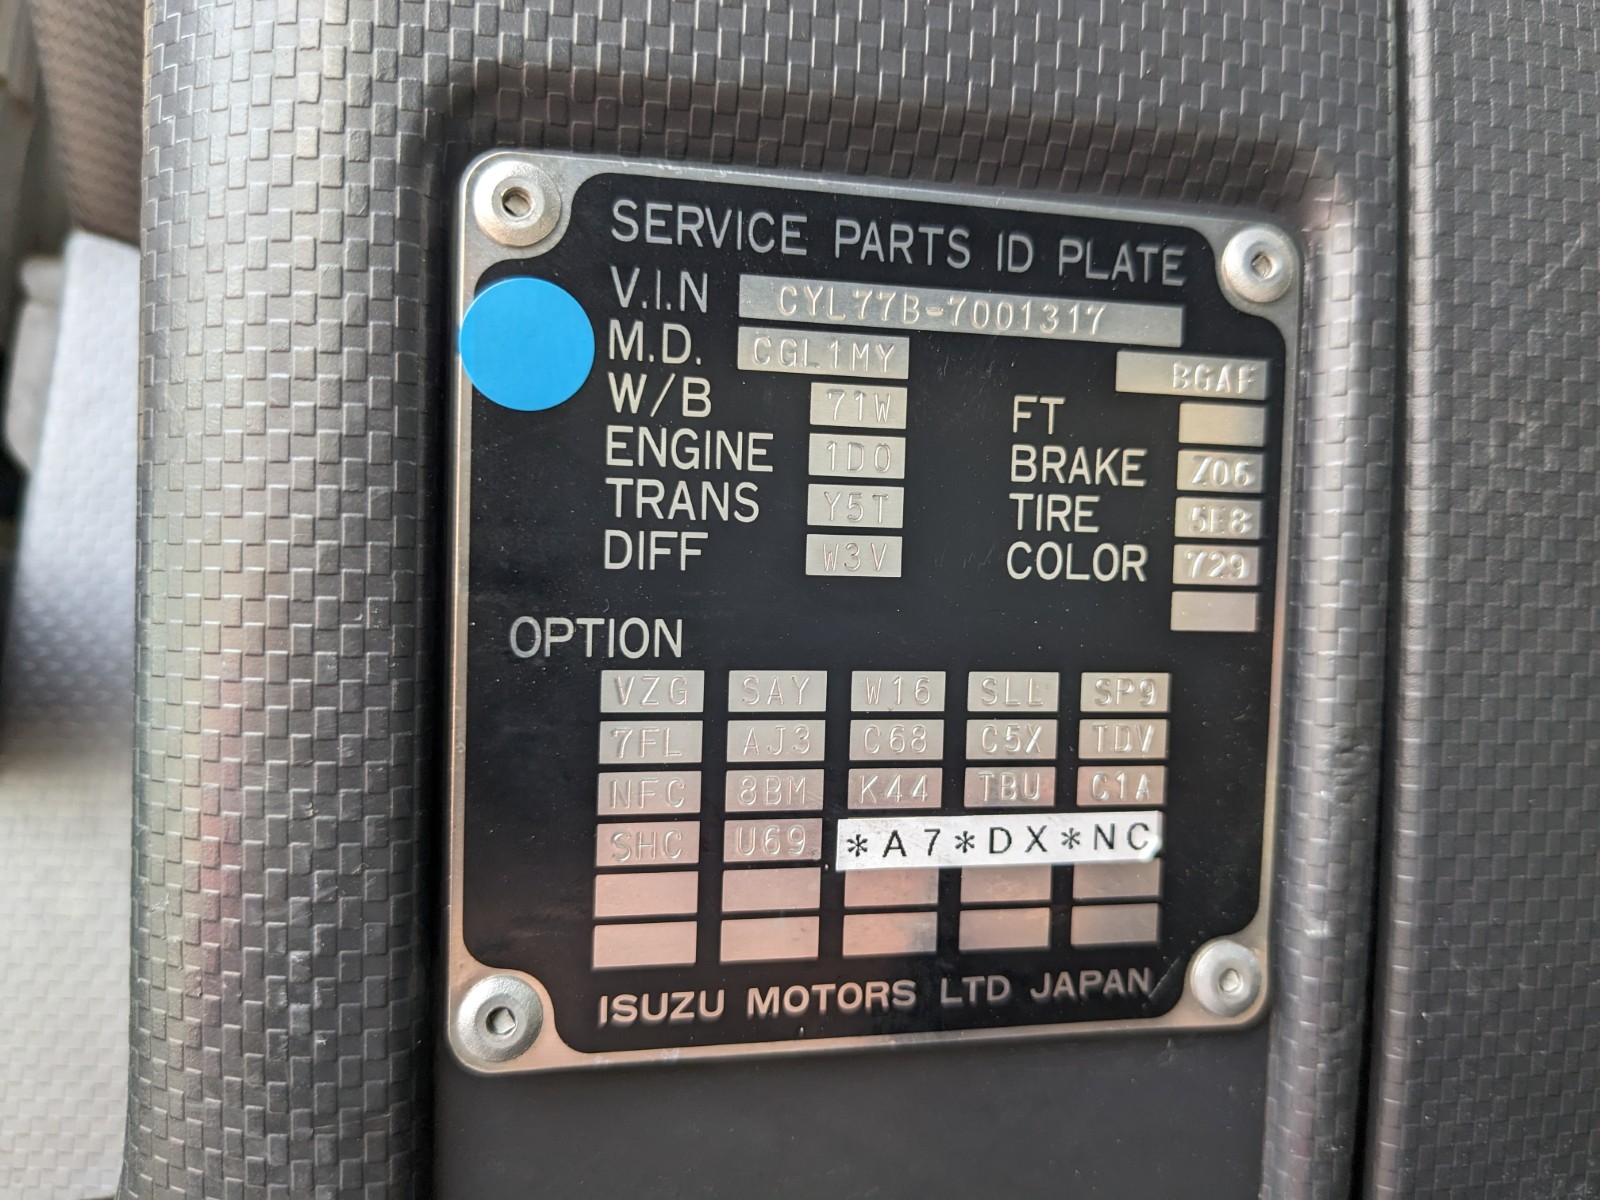 SERVICE PARTS ID PLATE
V.I.N CYL77B-7001317
M.D. CGL1MY BGAF
W/B 71W FT
ENGINE 1D0 BRAKE Z06
TRANS Y5T TIRE 5E8
DIFF W3V COLOR 729
OPTION
VZG SAY W16 SLL SP9
7FL AJ3 C68 C5X TDV
NFC 8BM K44 TBU C1A
SHC U69 *A7*DX*NC
ISUZU MOTORS LTD JAPAN